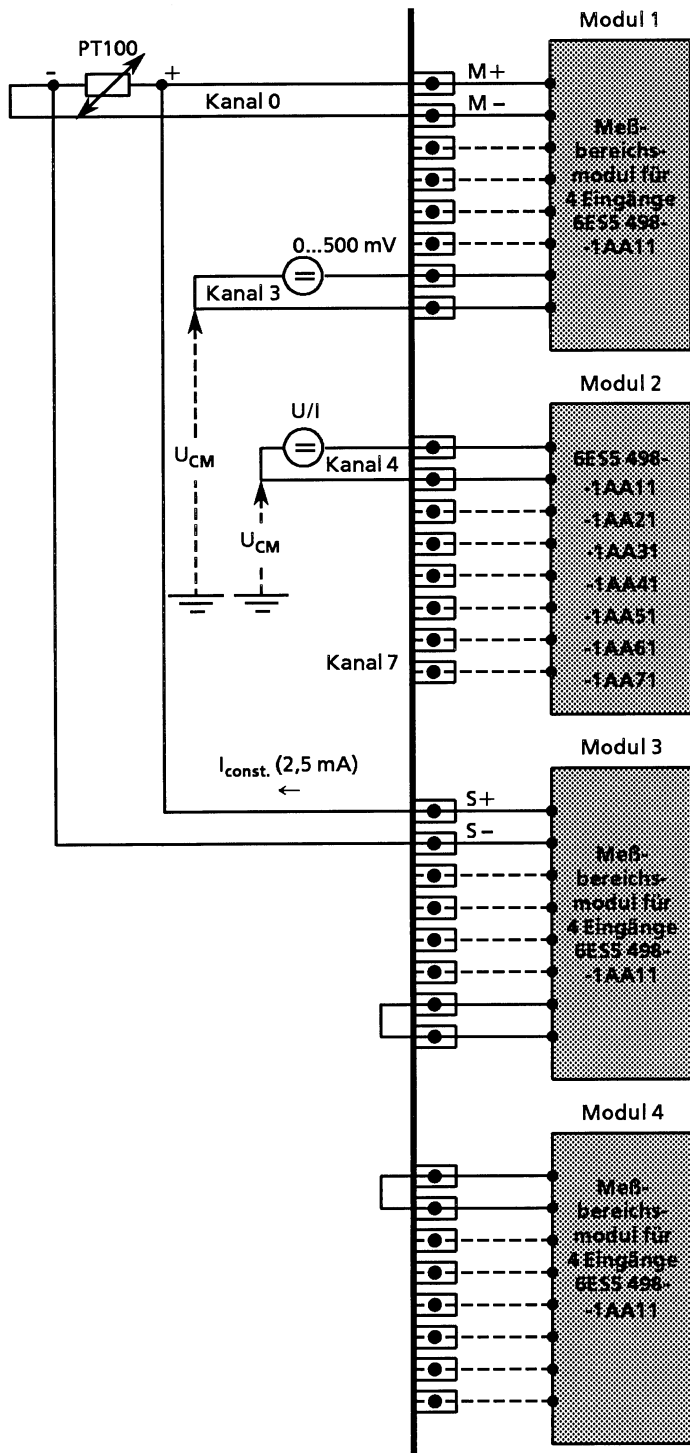 Modul 1
PT100
-
+
M+
Kanal 0
M–
Meß-
bereichs-
modul für
4 Eingänge
6ES5 498-
-1AA11
0...500 mV
Kanal 3
Modul 2
U/I
UCM
Kanal 4
6ES5 498-
-1AA11
-1AA21
-1AA31
-1AA41
-1AA51
-1AA61
-1AA71
UCM
Kanal 7
Modul 3
Iconst. (2,5 mA)
←
S+
S–
Meß-
bereichs-
modul für
4 Eingänge
6ES5 498-
-1AA11
Modul 4
Meß-
bereichs-
modul für
4 Eingänge
6ES5 498-
-1AA11